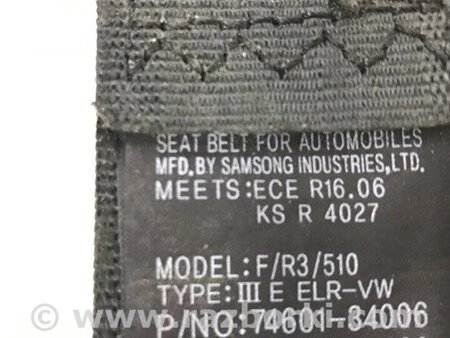 SEAT BELT FOR AUTOMOBILES
MFD.BY SAMSONG INDUSTRIES,LTD.
MEETS:ECE R16.06
KS R 4027
MODEL:F/R3/510
TYPE:III E ELR-VW
P/NO:74601-34006